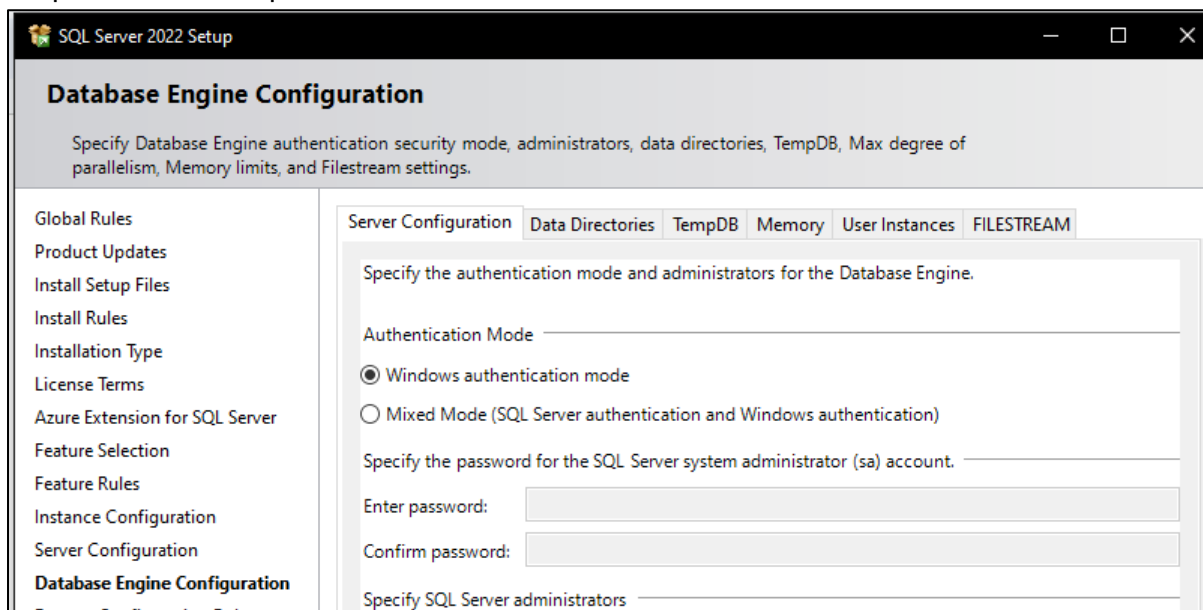 SQL Server 2022 Setup
Database Engine Configuration
Specify Database Engine authentication security mode, administrators, data directories, TempDB, Max degree of
parallelism, Memory limits, and Filestream settings.
Global Rules
Product Updates
Install Setup Files
Install Rules
Installation Type
License Terms
Azure Extension for SQL Server
Feature Selection
Feature Rules
Instance Configuration
Server Configuration
Database Engine Configuration
Server Configuration Data Directories TempDB Memory User Instances FILESTREAM
Specify the authentication mode and administrators for the Database Engine.
Authentication Mode
Windows authentication mode
Mixed Mode (SQL Server authentication and Windows authentication)
Specify the password for the SQL Server system administrator (sa) account.
Enter password:
Confirm password:
Specify SQL Server administrators